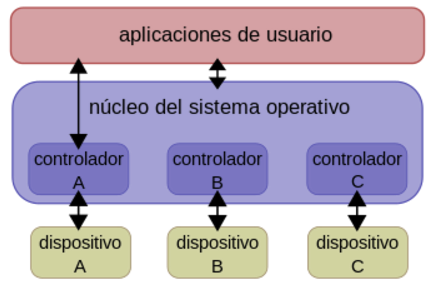 aplicaciones de usuario
núcleo del sistema operativo
controlador
A
controlador
B
controlador
C
dispositivo
A
dispositivo
B
dispositivo
C